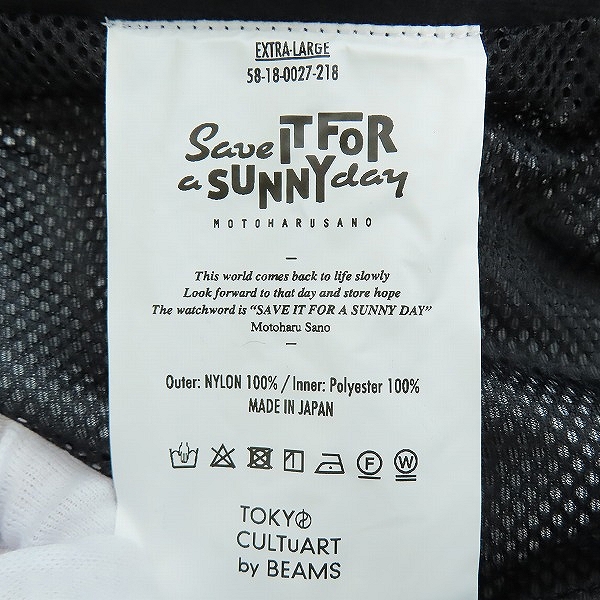 EXTRA-LARGE
58-18-0027-218
Save IT FOR
a SUNNY day
MOTOHARUSANO
This world comes back to life slowly
Look forward to that day and store hope
The watchword is “SAVE IT FOR A SUNNY DAY”
Motoharu Sano
Outer: NYLON 100% / Inner: Polyester 100%
MADE IN JAPAN
F W
TOKYO
CULTuART
by BEAMS